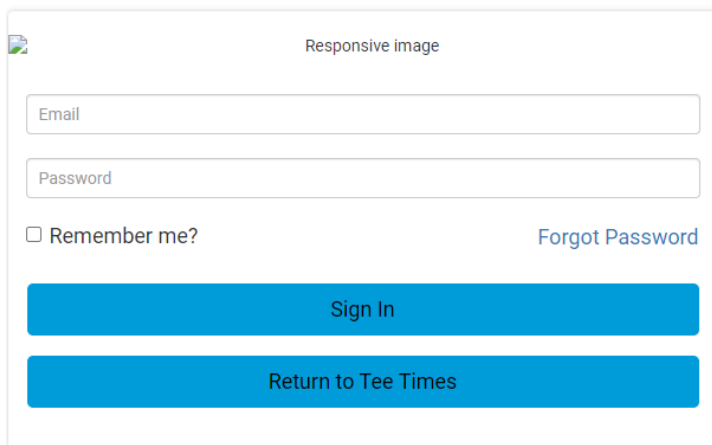 Responsive image
Email
Password
Remember me? Forgot Password
Sign In
Return to Tee Times